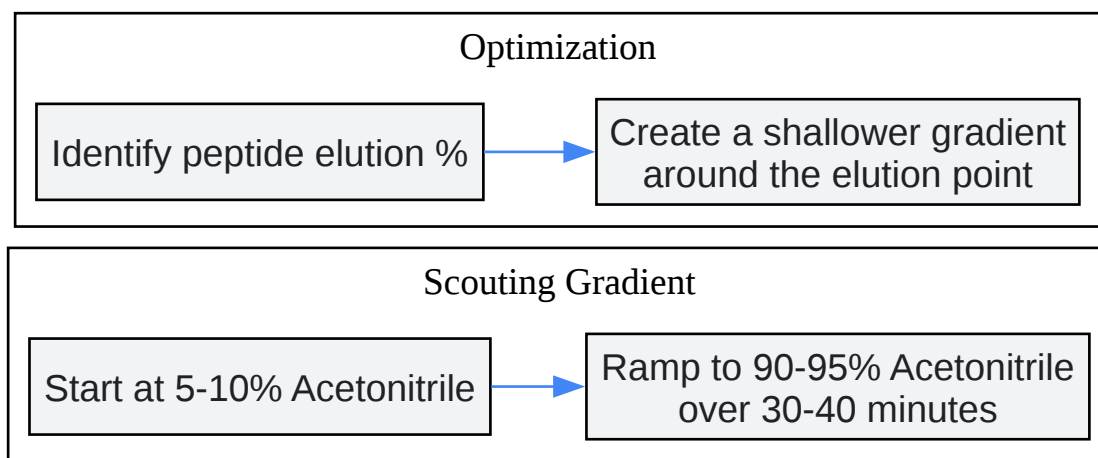 Optimization
Identify peptide elution %
Create a shallower gradient
around the elution point
Scouting Gradient
Start at 5-10% Acetonitrile
Ramp to 90-95% Acetonitrile
over 30-40 minutes